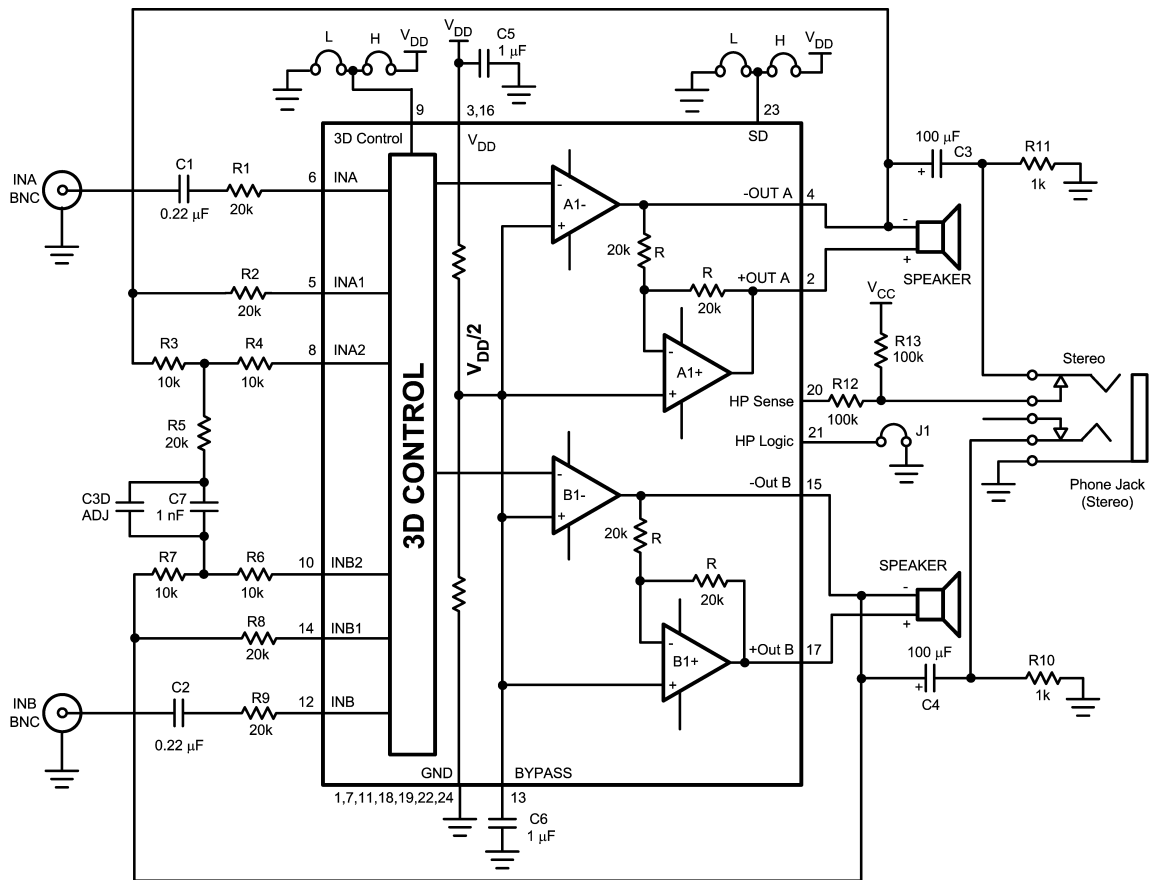 L
H
V_DD
V_DD
C5
1 µF
L
H
V_DD
9
3,16
23
3D Control
V_DD
SD
100 µF
C3
+
R11
1k
INA
BNC
C1
0.22 µF
R1
20k
6
INA
-
A1-
+
-OUT A
4
20k
R
-
+
SPEAKER
R2
20k
5
INA1
R
20k
+OUT A
2
V_CC
R13
100k
R3
10k
R4
10k
8
INA2
V_DD/2
-
A1+
+
Stereo
HP Sense
20
R12
100k
R5
20k
HP Logic
21
J1
3D CONTROL
-
B1-
+
-Out B
15
Phone Jack
(Stereo)
C3D
ADJ
C7
1 nF
20k
R
R7
10k
R6
10k
10
INB2
R
20k
SPEAKER
-
+
R8
20k
14
INB1
-
B1+
+
+Out B
17
100 µF
+
C4
R10
1k
INB
BNC
C2
0.22 µF
R9
20k
12
INB
GND
BYPASS
1,7,11,18,19,22,24
13
C6
1 µF